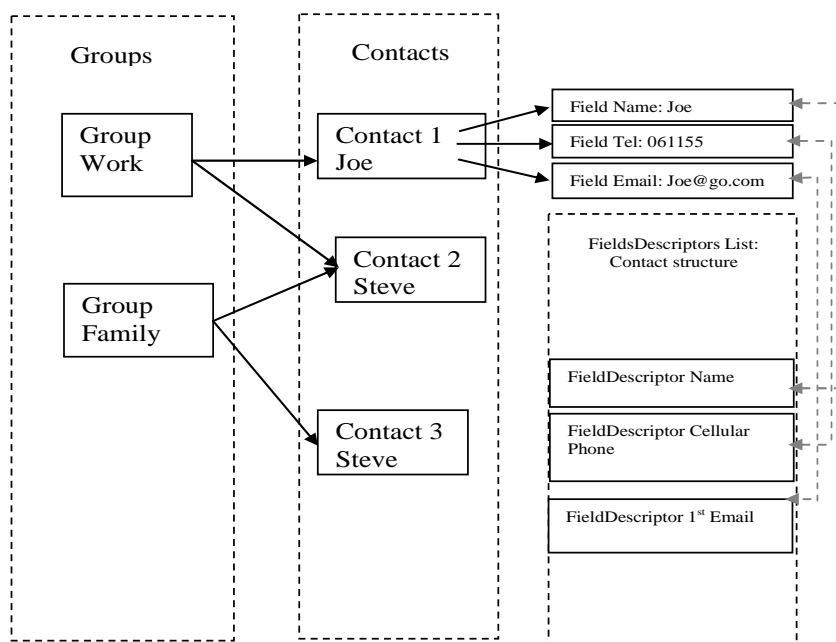 Groups
Group
Work
Group
Family
Contacts
Contact 1
Joe
Contact 2
Steve
Contact 3
Steve
Field Name: Joe
Field Tel: 061155
Field Email: Joe@go.com
FieldsDescriptors List:
Contact structure
FieldDescriptor Name
FieldDescriptor Cellular
Phone
FieldDescriptor 1st Email